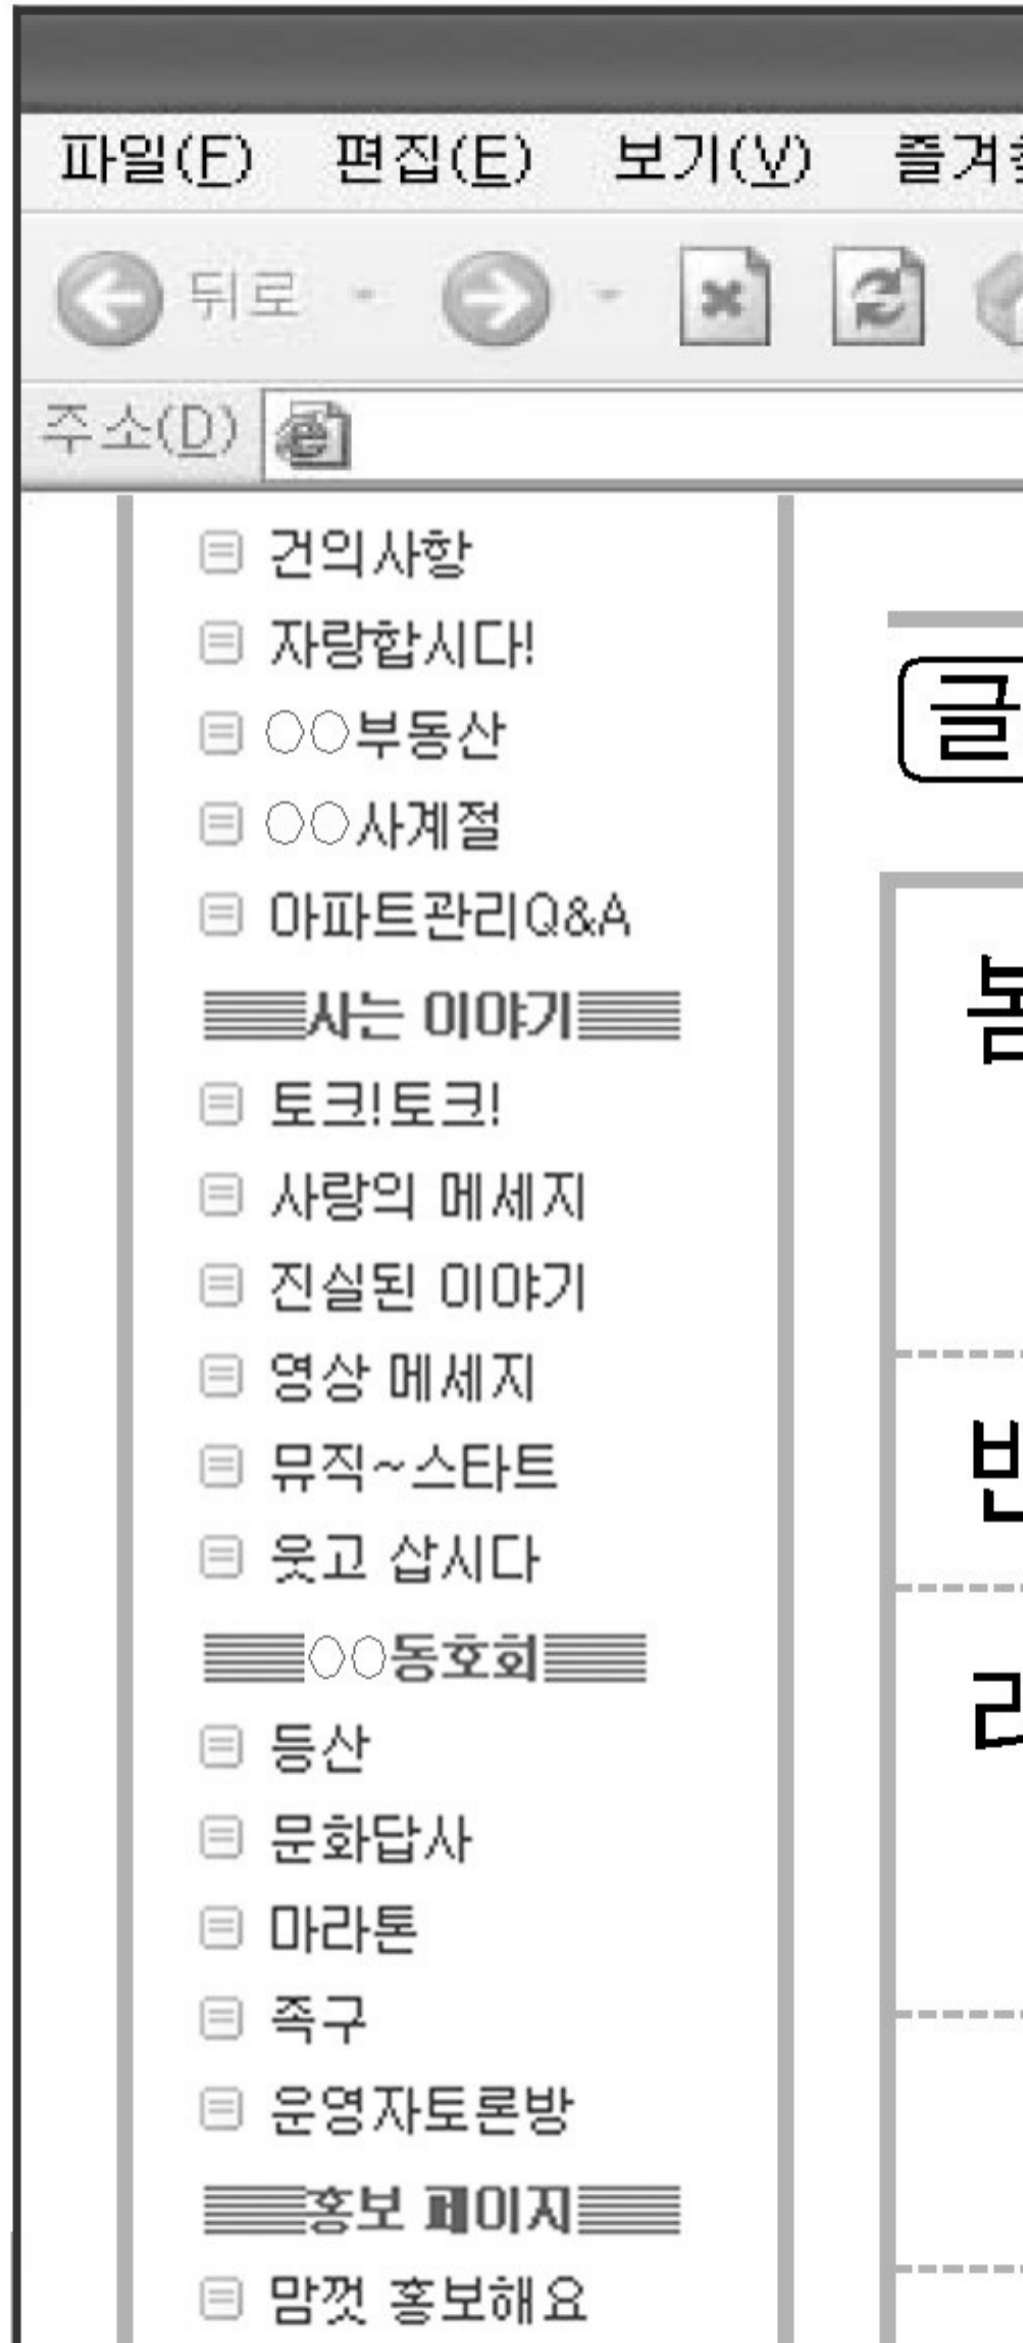 파일(F) 편집(E) 보기(V) 즐겨
뒤로
주소(D)
건의사항
자랑합시다!
○○부동산
○○사계절
아파트관리Q&A
사는 이야기
토크!토크!
사랑의 메세지
진실된 이야기
영상 메세지
뮤직~스타트
웃고 삽시다
○○동호회
등산
문화답사
마라톤
족구
운영자토론방
홍보 페이지
맘껏 홍보해요
글
봄